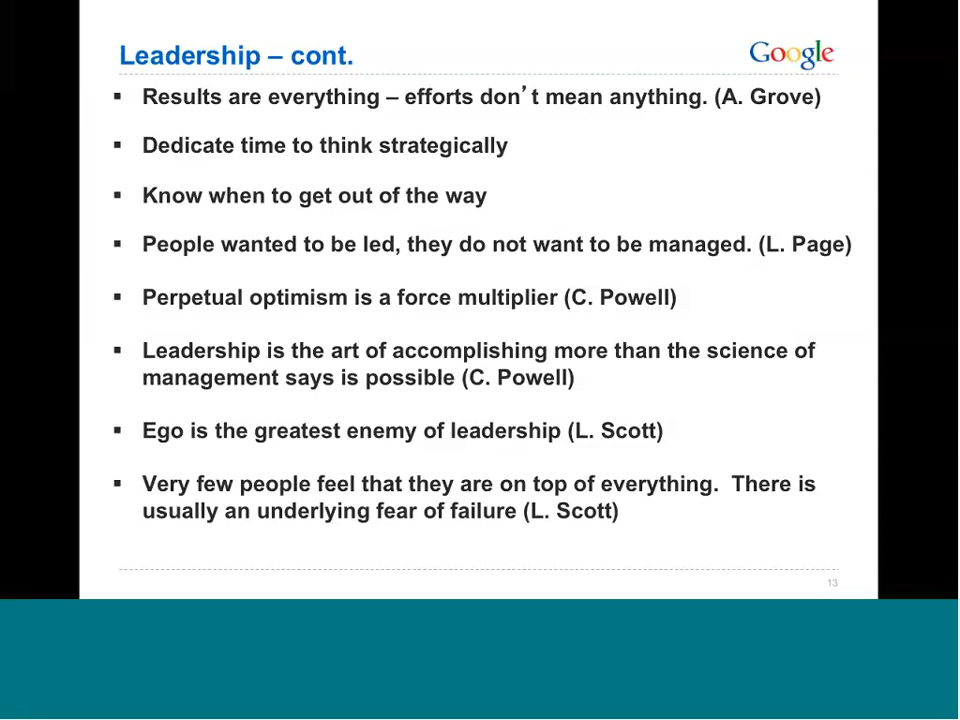 Leadership – cont.
Google
▪ Results are everything – efforts don’t mean anything. (A. Grove)
▪ Dedicate time to think strategically
▪ Know when to get out of the way
▪ People wanted to be led, they do not want to be managed. (L. Page)
▪ Perpetual optimism is a force multiplier (C. Powell)
▪ Leadership is the art of accomplishing more than the science of
management says is possible (C. Powell)
▪ Ego is the greatest enemy of leadership (L. Scott)
▪ Very few people feel that they are on top of everything.  There is
usually an underlying fear of failure (L. Scott)
13